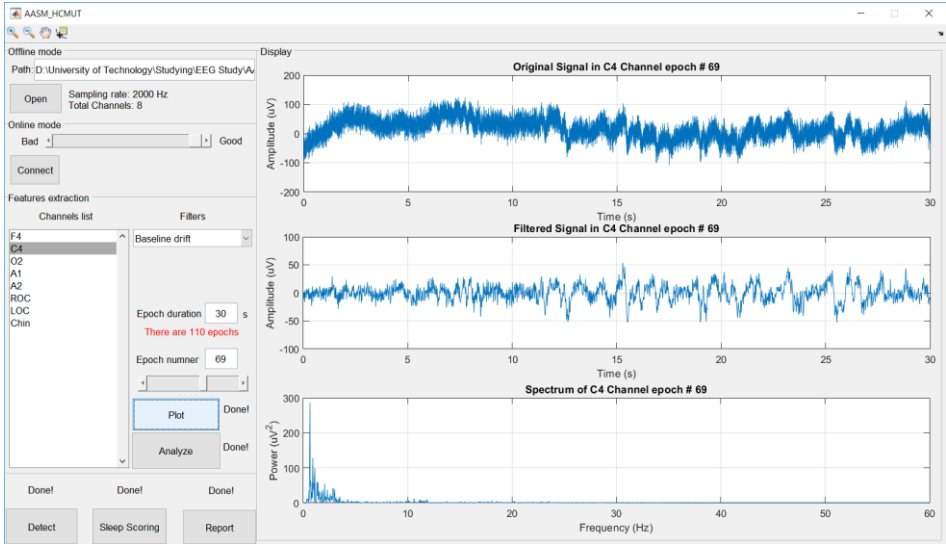 AASM_HCMUT
Offline mode
Path: D:\University of Technology\Studying\EEG Study\A
Open
Sampling rate: 2000 Hz
Total Channels: 8
Online mode
Bad
Good
Connect
Features extraction
Channels list
Filters
F4
C4
O2
A1
A2
ROC
LOC
Chin
Baseline drift
Epoch duration 30 s
There are 110 epochs
Epoch numner 69
Plot
Done!
Analyze
Done!
Done!
Done!
Done!
Detect
Sleep Scoring
Report
Display
Original Signal in C4 Channel epoch # 69
Amplitude (uV)
200
100
0
-100
-200
0 5 10 15 20 25 30
Time (s)
Filtered Signal in C4 Channel epoch # 69
Amplitude (uV)
100
50
0
-50
-100
0 5 10 15 20 25 30
Time (s)
Spectrum of C4 Channel epoch # 69
Power (uV2)
300
200
100
0
0 10 20 30 40 50 60
Frequency (Hz)